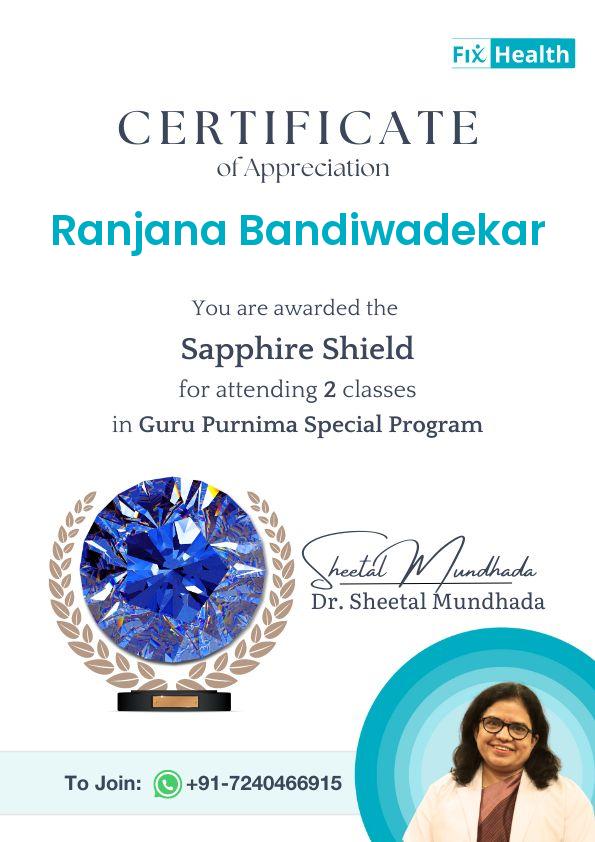 Fix Health
CERTIFICATE
of Appreciation
Ranjana Bandiwadekar
You are awarded the
Sapphire Shield
for attending 2 classes
in Guru Purnima Special Program
Sheetal Mundhada
Dr. Sheetal Mundhada
To Join: +91-7240466915